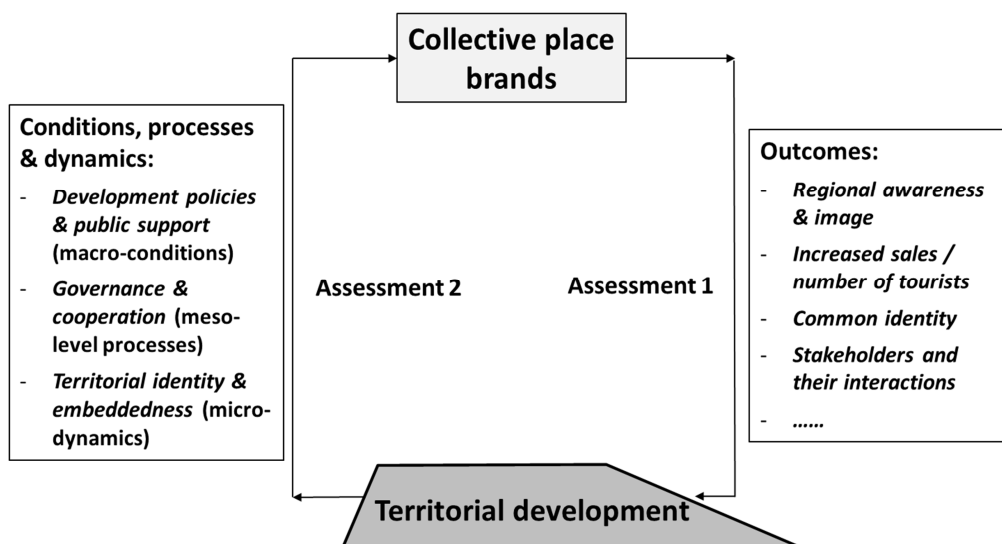 Collective place
brands
Conditions, processes
& dynamics:
- Development policies
& public support
(macro-conditions)
- Governance &
cooperation (meso-
level processes)
- Territorial identity &
embeddedness (micro-
dynamics)
Assessment 2
Assessment 1
Outcomes:
- Regional awareness
& image
- Increased sales /
number of tourists
- Common identity
- Stakeholders and
their interactions
- ......
Territorial development